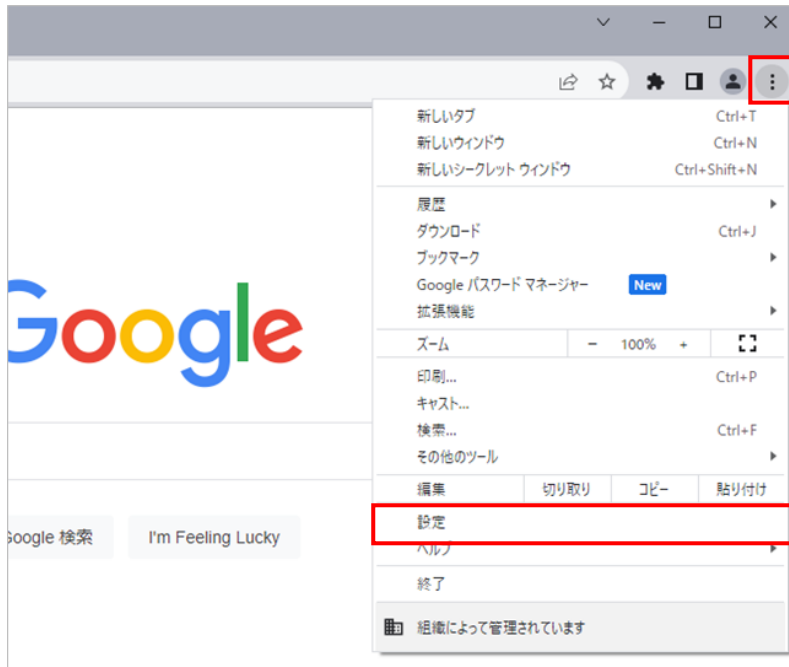 新しいタブ Ctrl+T
新しいウィンドウ Ctrl+N
新しいシークレット ウィンドウ Ctrl+Shift+N
履歴
ダウンロード Ctrl+J
ブックマーク
Google パスワード マネージャー New
拡張機能
Google
ズーム － 100% +
印刷... Ctrl+P
キャスト...
検索... Ctrl+F
その他のツール
編集 切り取り コピー 貼り付け
設定
Google 検索 I'm Feeling Lucky
ヘルプ
終了
組織によって管理されています